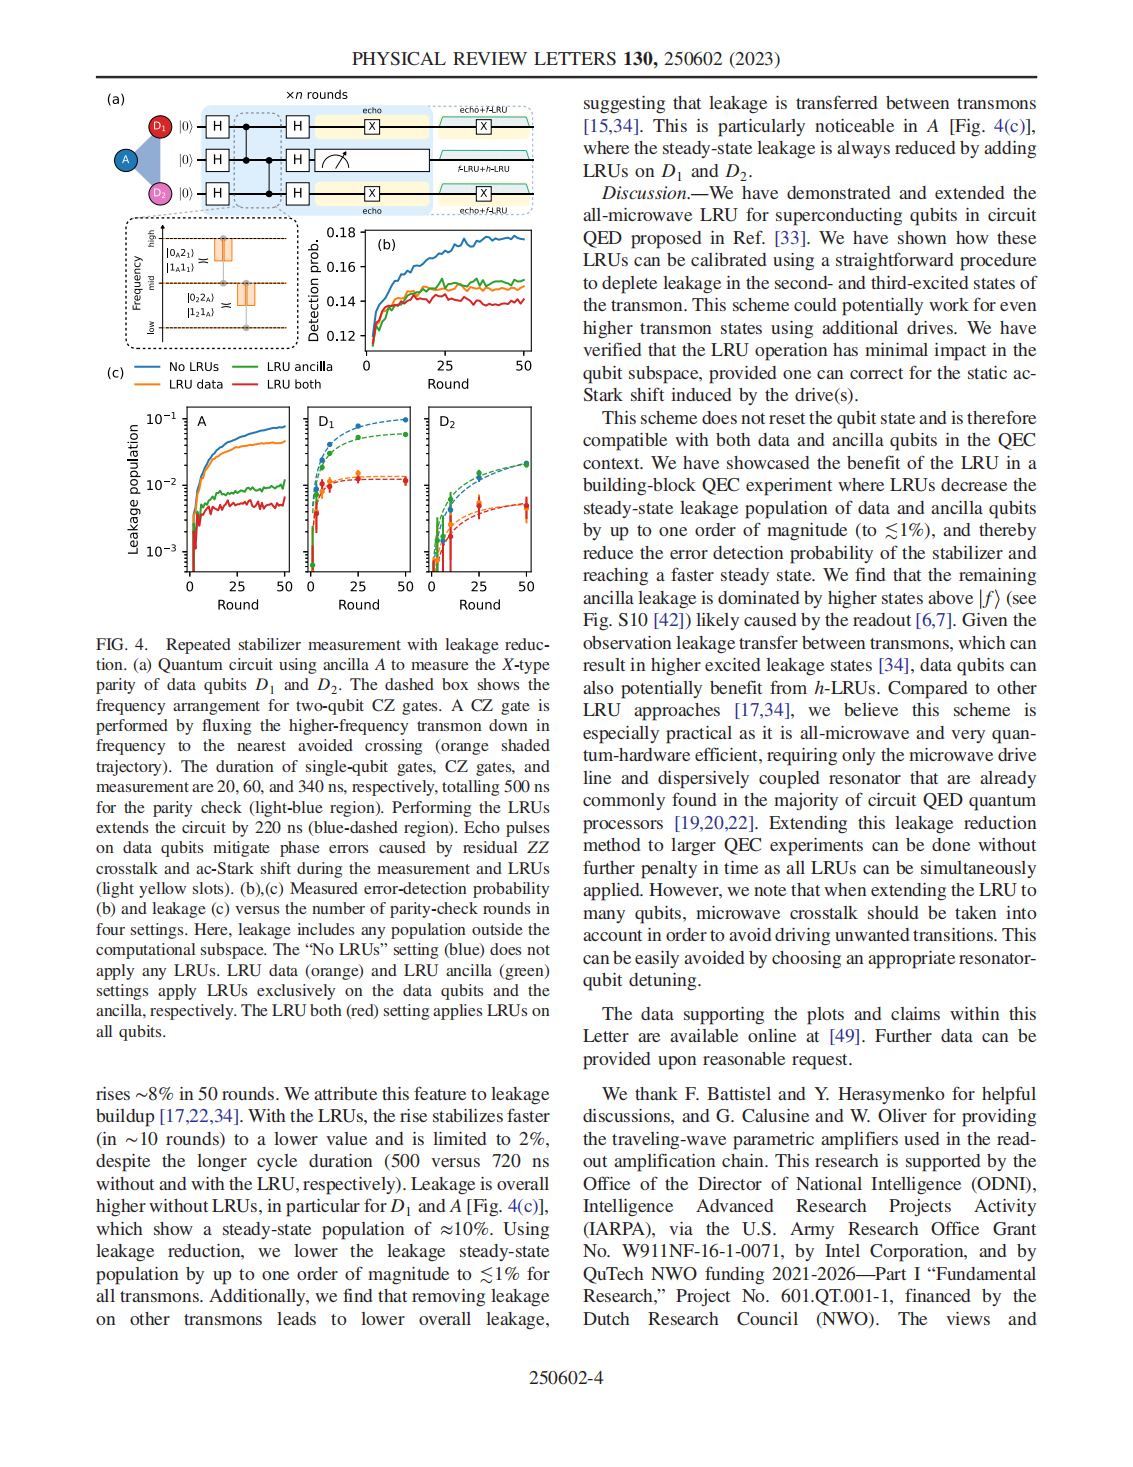 PHYSICAL REVIEW LETTERS 130, 250602 (2023)
(a)
×n rounds
D₁
A
D₂
|0⟩
|0⟩
|0⟩
H
H
H
H
H
H
echo
X
X
echo
echo+f-LRU
X
f-LRU+h-LRU
X
echo+f-LRU
Frequency
high
mid
low
|0A2₁⟩
|1A1₁⟩
|0₂2A⟩
|1₂1A⟩
(b)
Detection prob.
0.18
0.16
0.14
0.12
0 25 50
Round
(c)
No LRUs
LRU data
LRU ancilla
LRU both
Leakage population
10⁻¹
10⁻²
10⁻³
A
D₁
D₂
0 25 50
0 25 50
0 25 50
Round
Round
Round
FIG. 4. Repeated stabilizer measurement with leakage reduc-
tion. (a) Quantum circuit using ancilla A to measure the X-type
parity of data qubits D₁ and D₂. The dashed box shows the
frequency arrangement for two-qubit CZ gates. A CZ gate is
performed by fluxing the higher-frequency transmon down in
frequency to the nearest avoided crossing (orange shaded
trajectory). The duration of single-qubit gates, CZ gates, and
measurement are 20, 60, and 340 ns, respectively, totalling 500 ns
for the parity check (light-blue region). Performing the LRUs
extends the circuit by 220 ns (blue-dashed region). Echo pulses
on data qubits mitigate phase errors caused by residual ZZ
crosstalk and ac-Stark shift during the measurement and LRUs
(light yellow slots). (b),(c) Measured error-detection probability
(b) and leakage (c) versus the number of parity-check rounds in
four settings. Here, leakage includes any population outside the
computational subspace. The “No LRUs” setting (blue) does not
apply any LRUs. LRU data (orange) and LRU ancilla (green)
settings apply LRUs exclusively on the data qubits and the
ancilla, respectively. The LRU both (red) setting applies LRUs on
all qubits.
rises ∼8% in 50 rounds. We attribute this feature to leakage
buildup [17,22,34]. With the LRUs, the rise stabilizes faster
(in ∼10 rounds) to a lower value and is limited to 2%,
despite the longer cycle duration (500 versus 720 ns
without and with the LRU, respectively). Leakage is overall
higher without LRUs, in particular for D₁ and A [Fig. 4(c)],
which show a steady-state population of ≈10%. Using
leakage reduction, we lower the leakage steady-state
population by up to one order of magnitude to ≲1% for
all transmons. Additionally, we find that removing leakage
on other transmons leads to lower overall leakage,
suggesting that leakage is transferred between transmons
[15,34]. This is particularly noticeable in A [Fig. 4(c)],
where the steady-state leakage is always reduced by adding
LRUs on D₁ and D₂.
Discussion.—We have demonstrated and extended the
all-microwave LRU for superconducting qubits in circuit
QED proposed in Ref. [33]. We have shown how these
LRUs can be calibrated using a straightforward procedure
to deplete leakage in the second- and third-excited states of
the transmon. This scheme could potentially work for even
higher transmon states using additional drives. We have
verified that the LRU operation has minimal impact in the
qubit subspace, provided one can correct for the static ac-
Stark shift induced by the drive(s).
This scheme does not reset the qubit state and is therefore
compatible with both data and ancilla qubits in the QEC
context. We have showcased the benefit of the LRU in a
building-block QEC experiment where LRUs decrease the
steady-state leakage population of data and ancilla qubits
by up to one order of magnitude (to ≲1%), and thereby
reduce the error detection probability of the stabilizer and
reaching a faster steady state. We find that the remaining
ancilla leakage is dominated by higher states above |f⟩ (see
Fig. S10 [42]) likely caused by the readout [6,7]. Given the
observation leakage transfer between transmons, which can
result in higher excited leakage states [34], data qubits can
also potentially benefit from h-LRUs. Compared to other
LRU approaches [17,34], we believe this scheme is
especially practical as it is all-microwave and very quan-
tum-hardware efficient, requiring only the microwave drive
line and dispersively coupled resonator that are already
commonly found in the majority of circuit QED quantum
processors [19,20,22]. Extending this leakage reduction
method to larger QEC experiments can be done without
further penalty in time as all LRUs can be simultaneously
applied. However, we note that when extending the LRU to
many qubits, microwave crosstalk should be taken into
account in order to avoid driving unwanted transitions. This
can be easily avoided by choosing an appropriate resonator-
qubit detuning.
The data supporting the plots and claims within this
Letter are available online at [49]. Further data can be
provided upon reasonable request.
We thank F. Battistel and Y. Herasymenko for helpful
discussions, and G. Calusine and W. Oliver for providing
the traveling-wave parametric amplifiers used in the read-
out amplification chain. This research is supported by the
Office of the Director of National Intelligence (ODNI),
Intelligence Advanced Research Projects Activity
(IARPA), via the U.S. Army Research Office Grant
No. W911NF-16-1-0071, by Intel Corporation, and by
QuTech NWO funding 2021-2026—Part I “Fundamental
Research,” Project No. 601.QT.001-1, financed by the
Dutch Research Council (NWO). The views and
250602-4